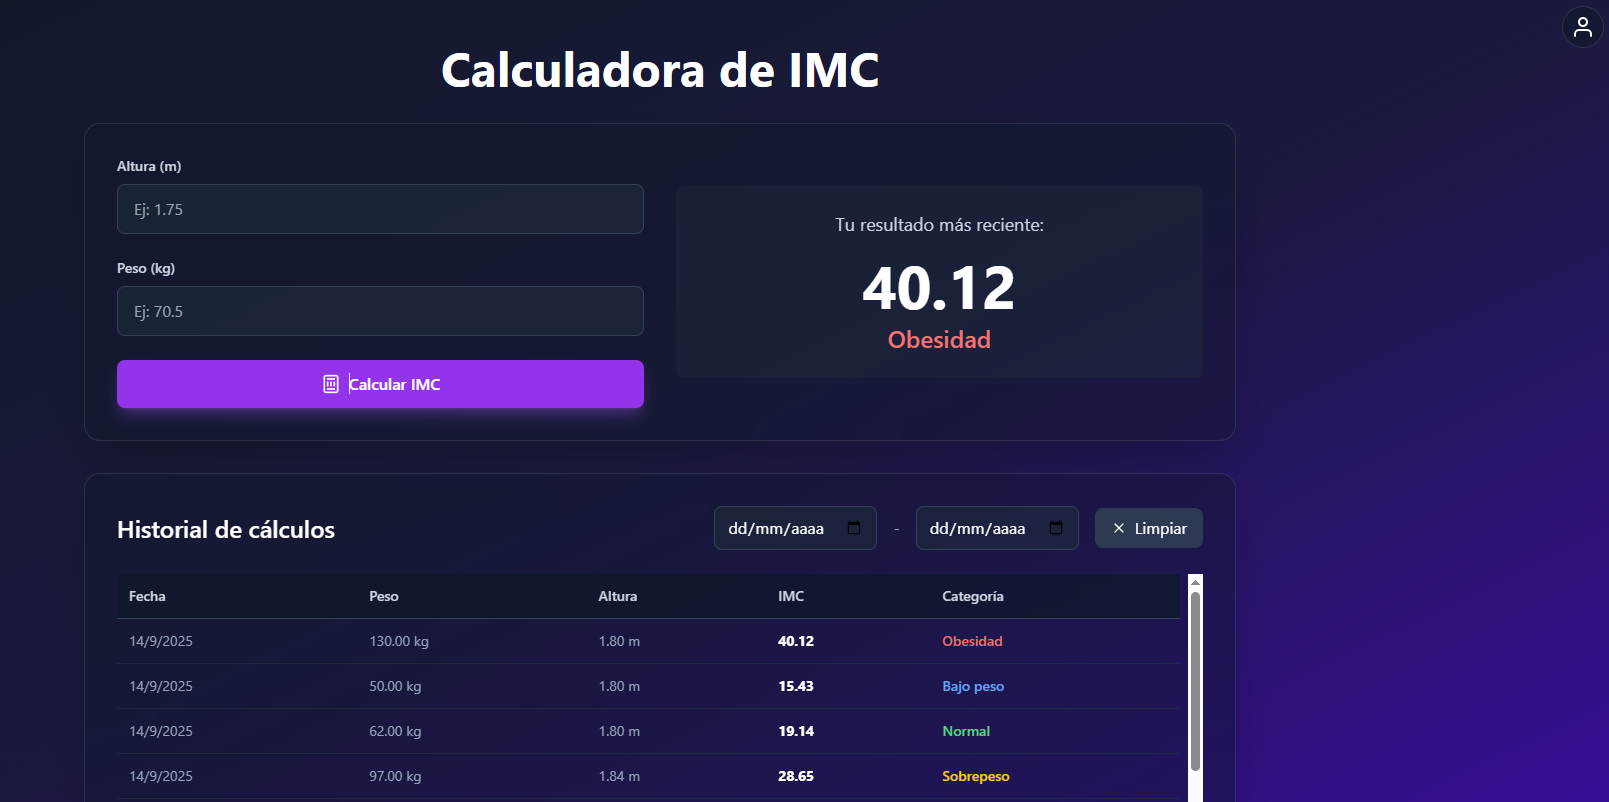 Calculadora de IMC
Altura (m)
Ej: 1.75
Peso (kg)
Ej: 70.5
Calcular IMC
Tu resultado más reciente:
40.12
Obesidad
Historial de cálculos
dd/mm/aaaa - dd/mm/aaaa Limpiar
Fecha Peso Altura IMC Categoría
14/9/2025 130.00 kg 1.80 m 40.12 Obesidad
14/9/2025 50.00 kg 1.80 m 15.43 Bajo peso
14/9/2025 62.00 kg 1.80 m 19.14 Normal
14/9/2025 97.00 kg 1.84 m 28.65 Sobrepeso